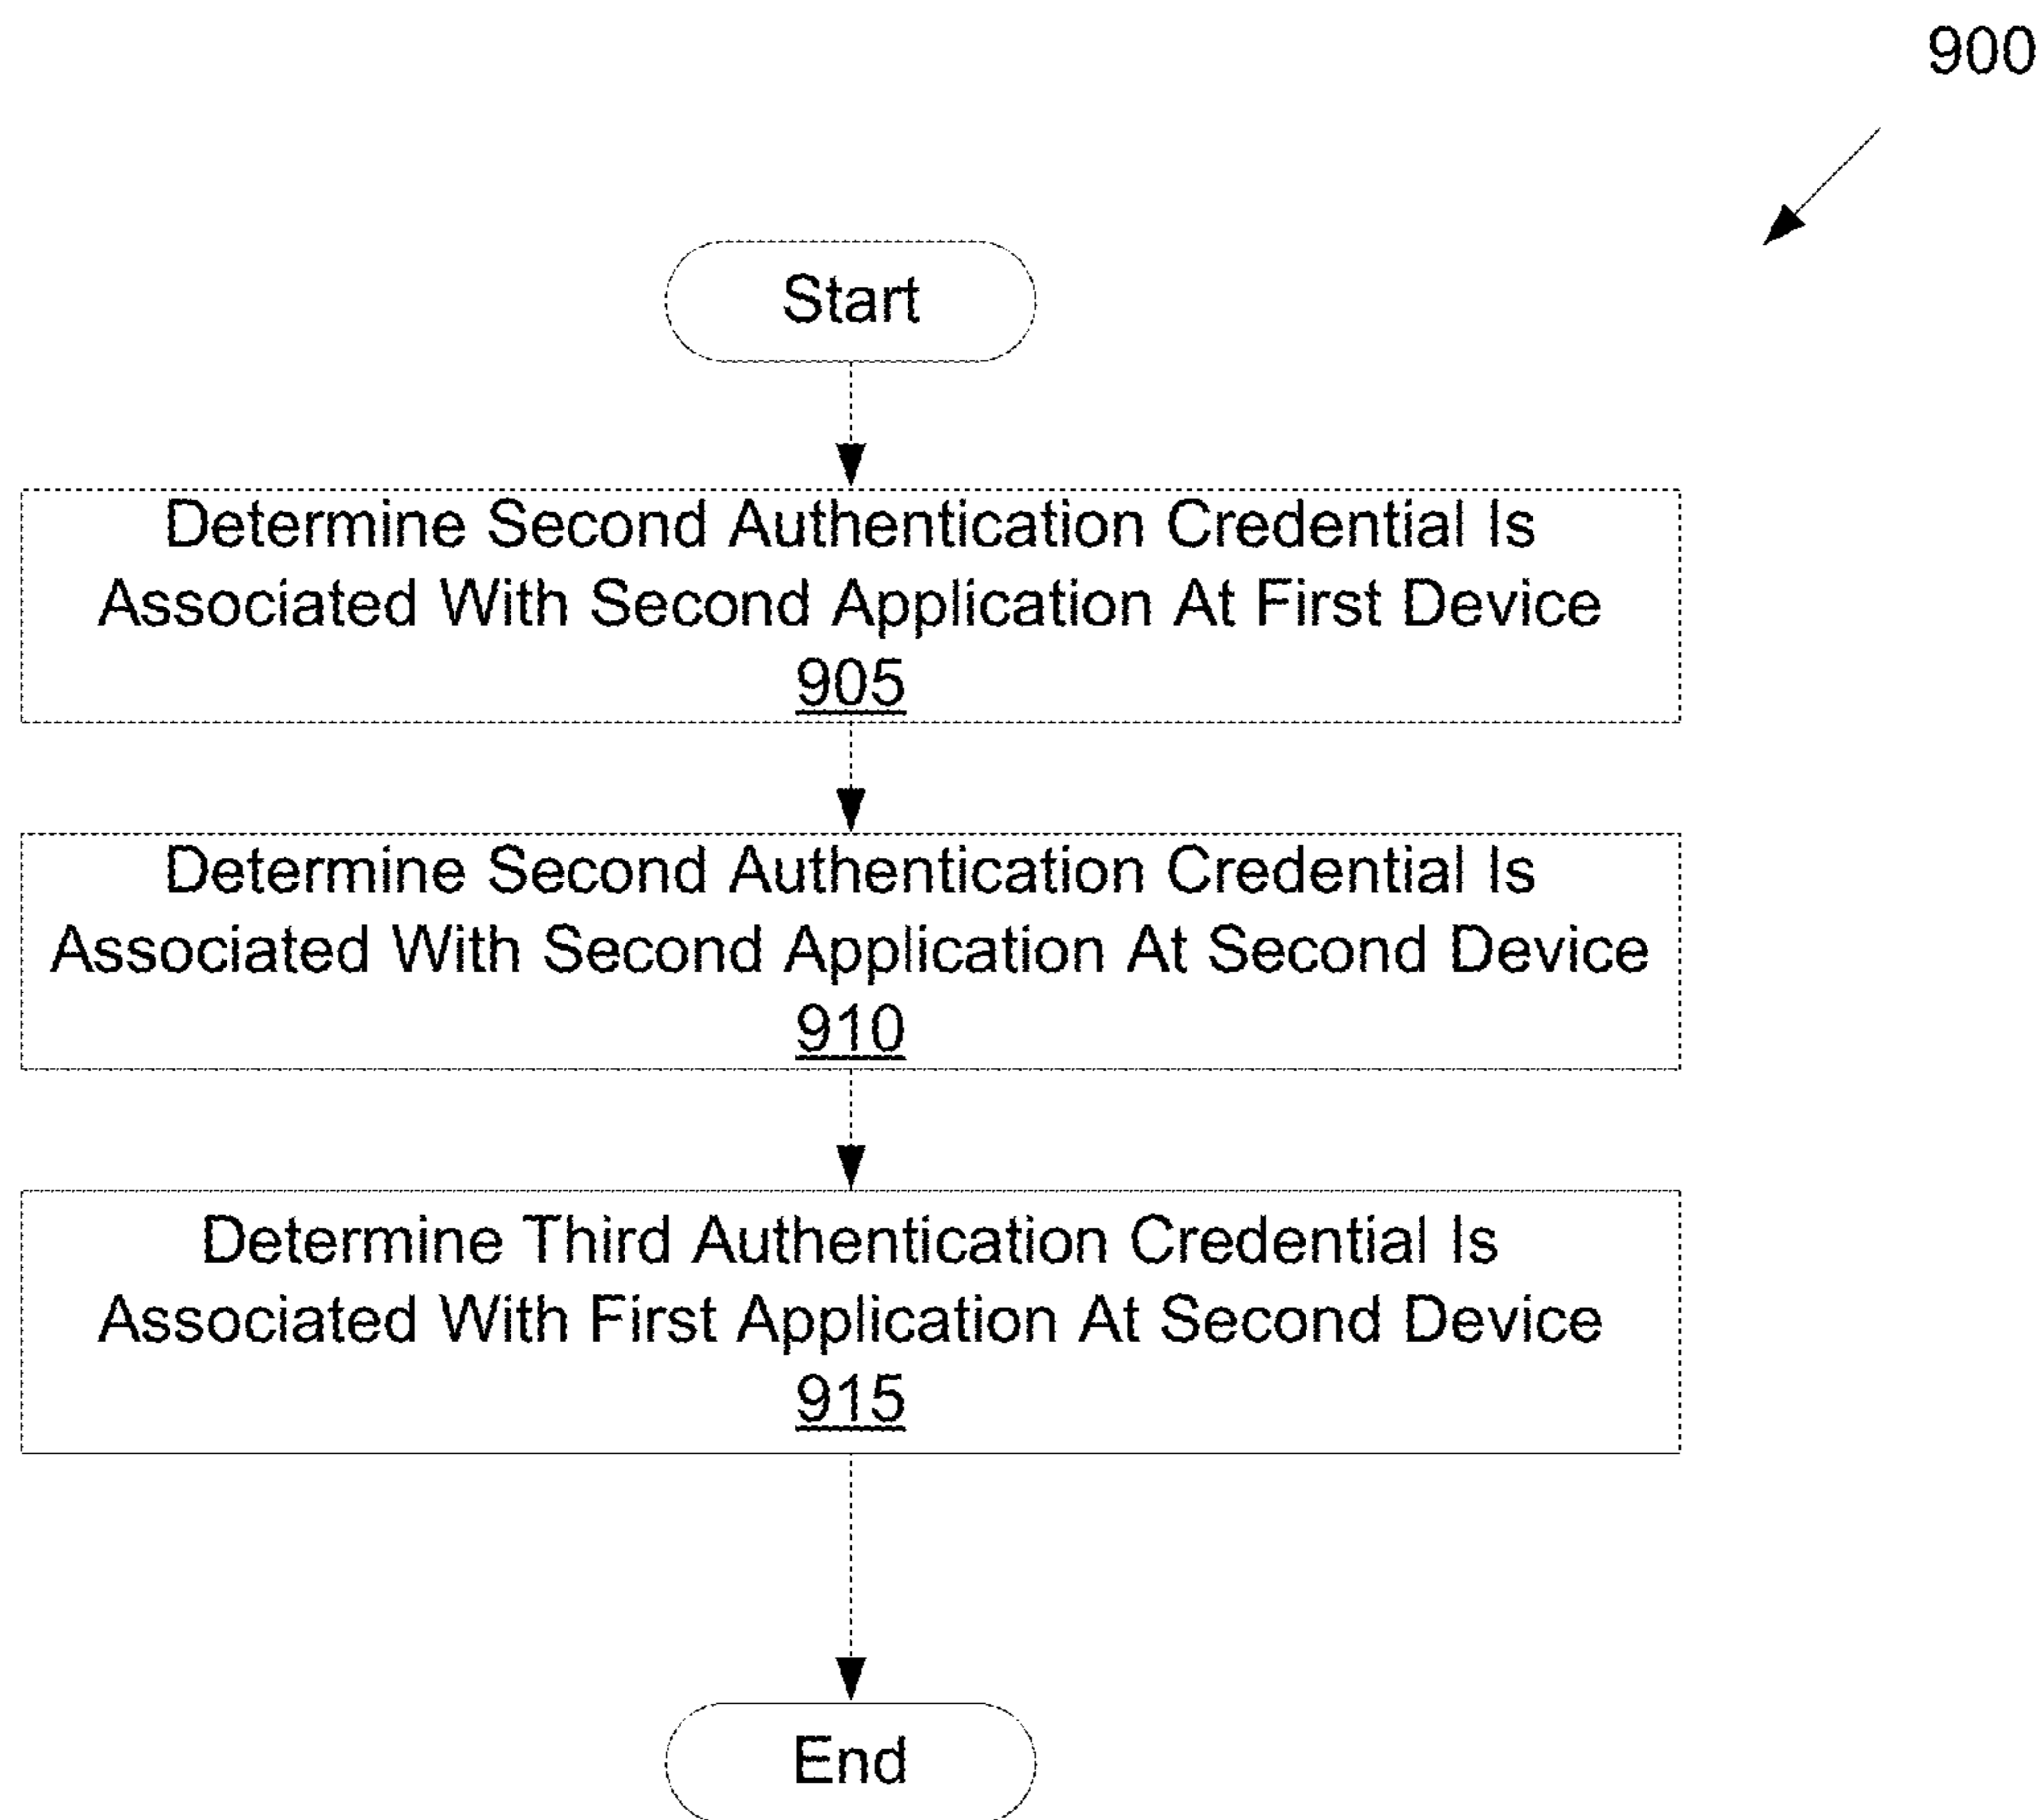 900
Start
Determine Second Authentication Credential Is
Associated With Second Application At First Device
905
Determine Second Authentication Credential Is
Associated With Second Application At Second Device
910
Determine Third Authentication Credential Is
Associated With First Application At Second Device
915
End